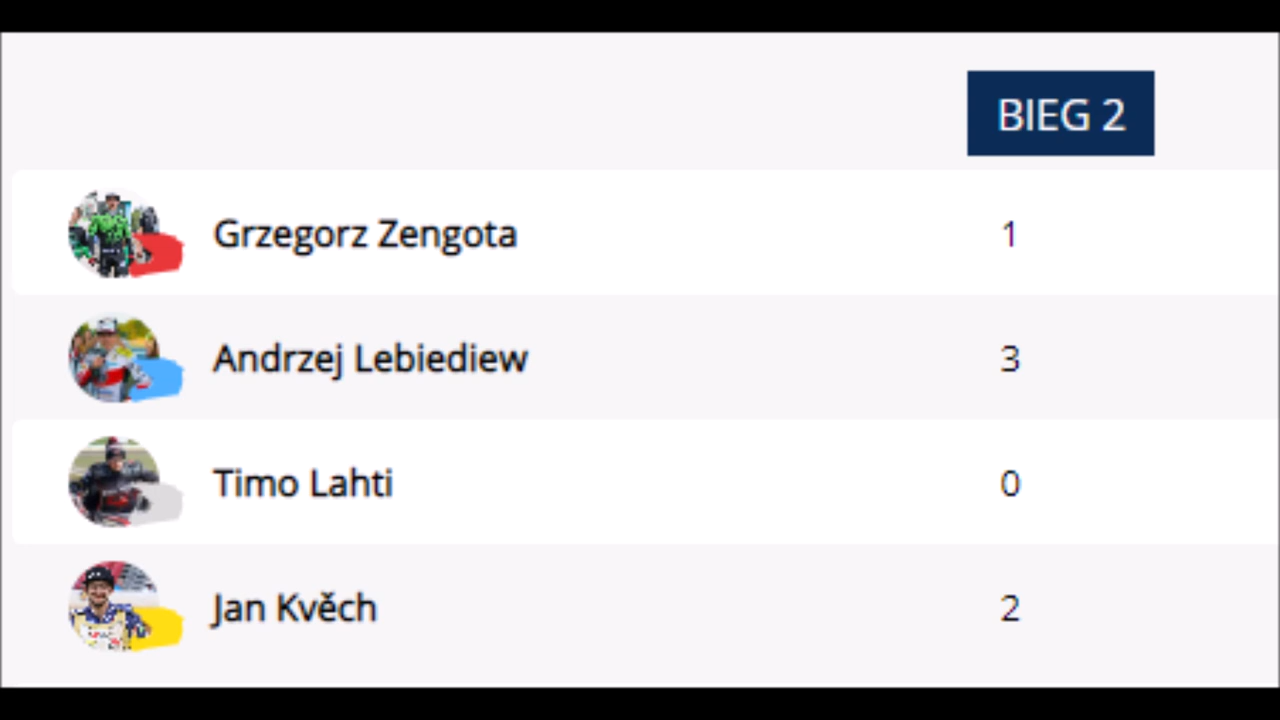 BIEG 2
Grzegorz Zengota 1
Andrzej Lebiediew 3
Timo Lahti 0
Jan Kvěch 2